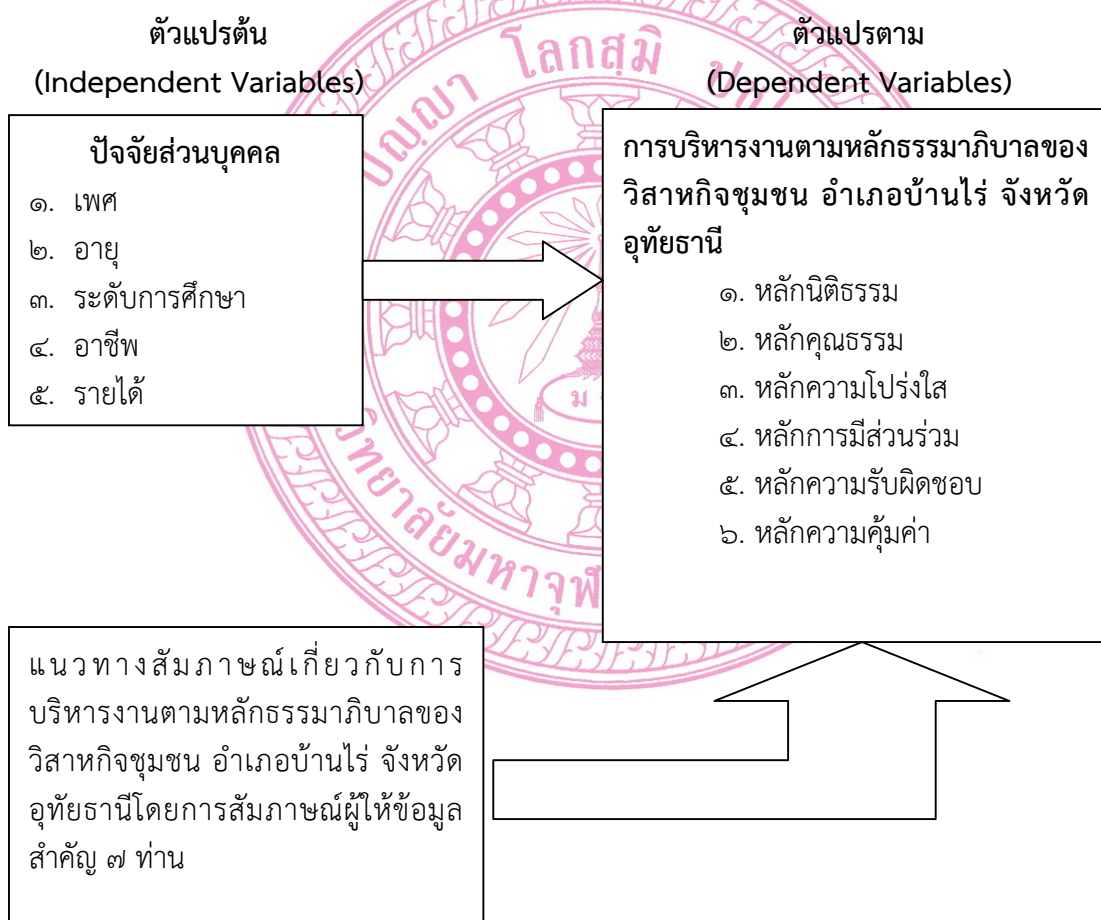 ตัวแปรต้น
(Independent Variables)
ปัจจัยส่วนบุคคล
๑. เพศ
๒. อายุ
๓. ระดับการศึกษา
๔. อาชีพ
๕. รายได้
ตัวแปรตาม
(Dependent Variables)
การบริหารงานตามหลักธรรมาภิบาลของ
วิสาหกิจชุมชน อำเภอบ้านไร่ จังหวัด
อุทัยธานี
๑. หลักนิติธรรม
๒. หลักคุณธรรม
๓. หลักความโปร่งใส
๔. หลักการมีส่วนร่วม
๕. หลักความรับผิดชอบ
๖. หลักความคุ้มค่า
แนวทางสัมภาษณ์เกี่ยวกับการ
บริหารงานตามหลักธรรมาภิบาลของ
วิสาหกิจชุมชน อำเภอบ้านไร่ จังหวัด
อุทัยธานีโดยการสัมภาษณ์ผู้ให้ข้อมูล
สำคัญ ๗ ท่าน
โลกสฺมิ